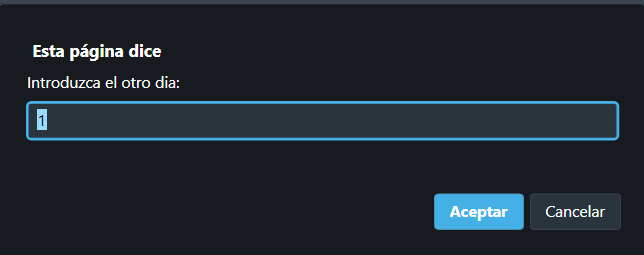 Esta página dice
Introduzca el otro dia:
1
Aceptar Cancelar